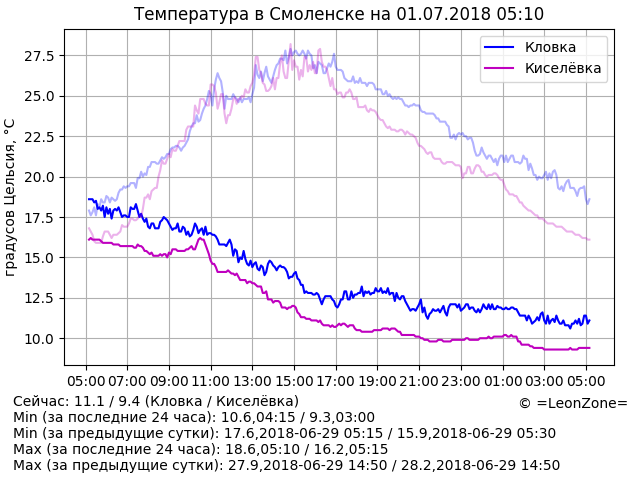 Температура в Смоленске на 01.07.2018 05:10
Кловка
Киселёвка
градусов Цельсия, °C
27.5
25.0
22.5
20.0
17.5
15.0
12.5
10.0
05:00 07:00 09:00 11:00 13:00 15:00 17:00 19:00 21:00 23:00 01:00 03:00 05:00
Сейчас: 11.1 / 9.4 (Кловка / Киселёвка)
© =LeonZone=
Min (за последние 24 часа): 10.6,04:15 / 9.3,03:00
Min (за предыдущие сутки): 17.6,2018-06-29 05:15 / 15.9,2018-06-29 05:30
Max (за последние 24 часа): 18.6,05:10 / 16.2,05:15
Max (за предыдущие сутки): 27.9,2018-06-29 14:50 / 28.2,2018-06-29 14:50